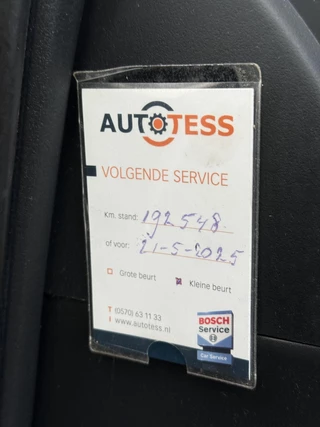 AUTOTESS
VOLGENDE SERVICE
Km. stand: 192548.
of voor: 21-5-2025
Grote beurt Kleine beurt
T (0570) 63 11 33
I www.autotess.nl
BOSCH
Service
Car Service